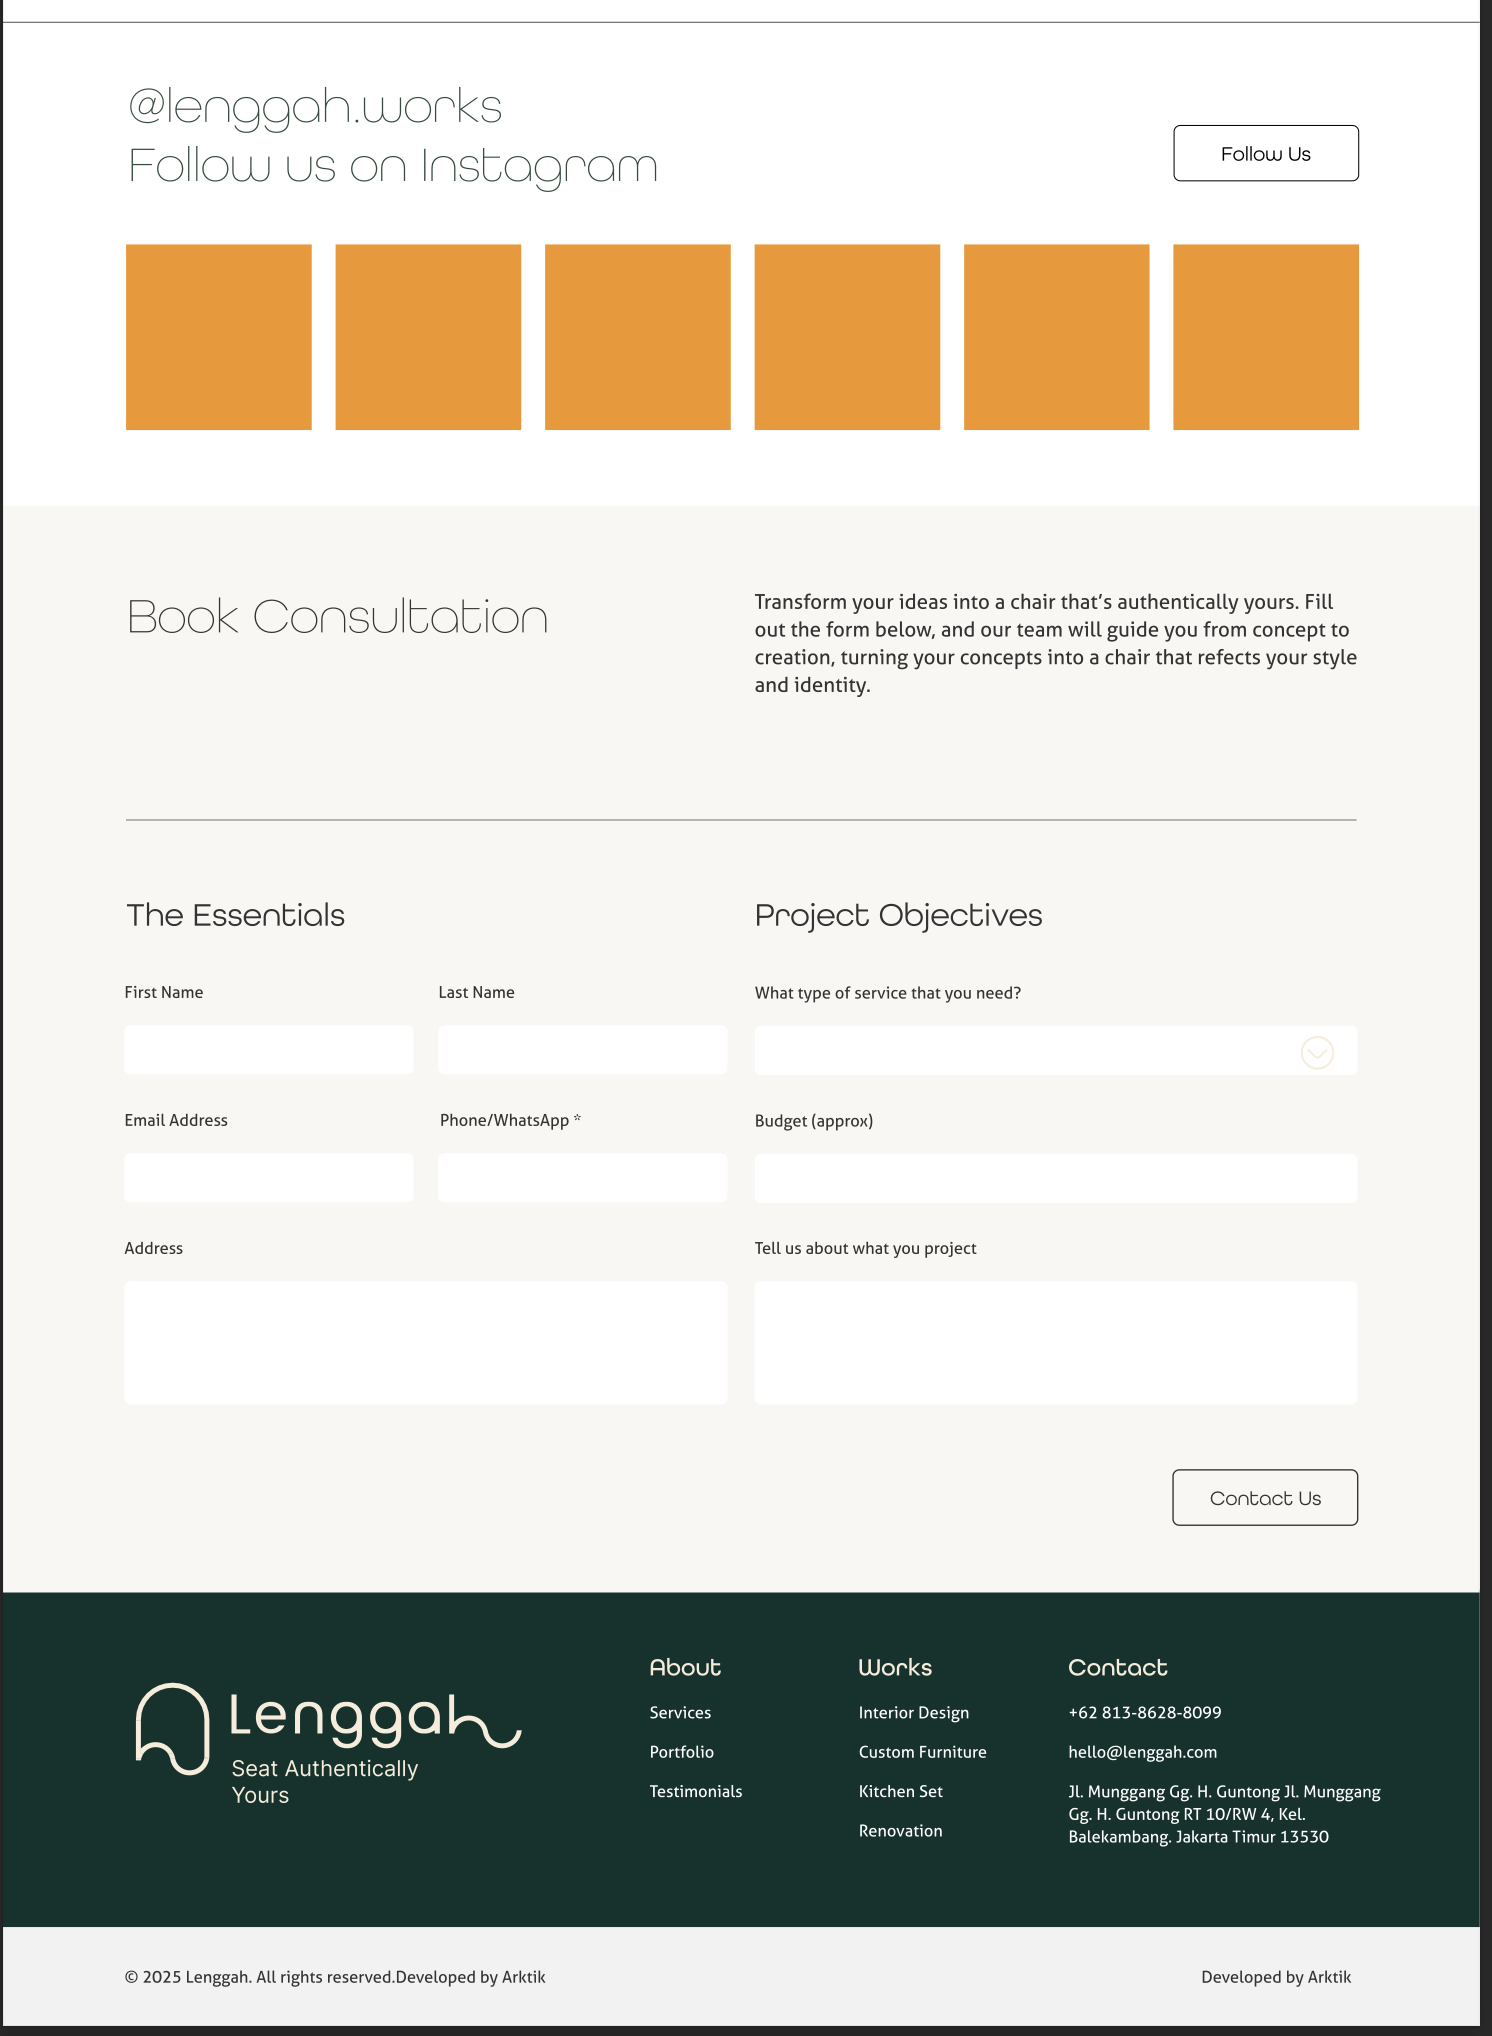 @lenggah.works
Follow us on Instagram
Follow Us
Book Consultation
Transform your ideas into a chair that’s authentically yours. Fill
out the form below, and our team will guide you from concept to
creation, turning your concepts into a chair that refects your style
and identity.
The Essentials
Project Objectives
First Name
Last Name
What type of service that you need?
Email Address
Phone/WhatsApp *
Budget (approx)
Address
Tell us about what you project
Contact Us
Lenggah
Seat Authentically
Yours
About
Services
Portfolio
Testimonials
Works
Interior Design
Custom Furniture
Kitchen Set
Renovation
Contact
+62 813-8628-8099
hello@lenggah.com
Jl. Munggang Gg. H. Guntong Jl. Munggang
Gg. H. Guntong RT 10/RW 4, Kel.
Balekambang. Jakarta Timur 13530
© 2025 Lenggah. All rights reserved.Developed by Arktik
Developed by Arktik